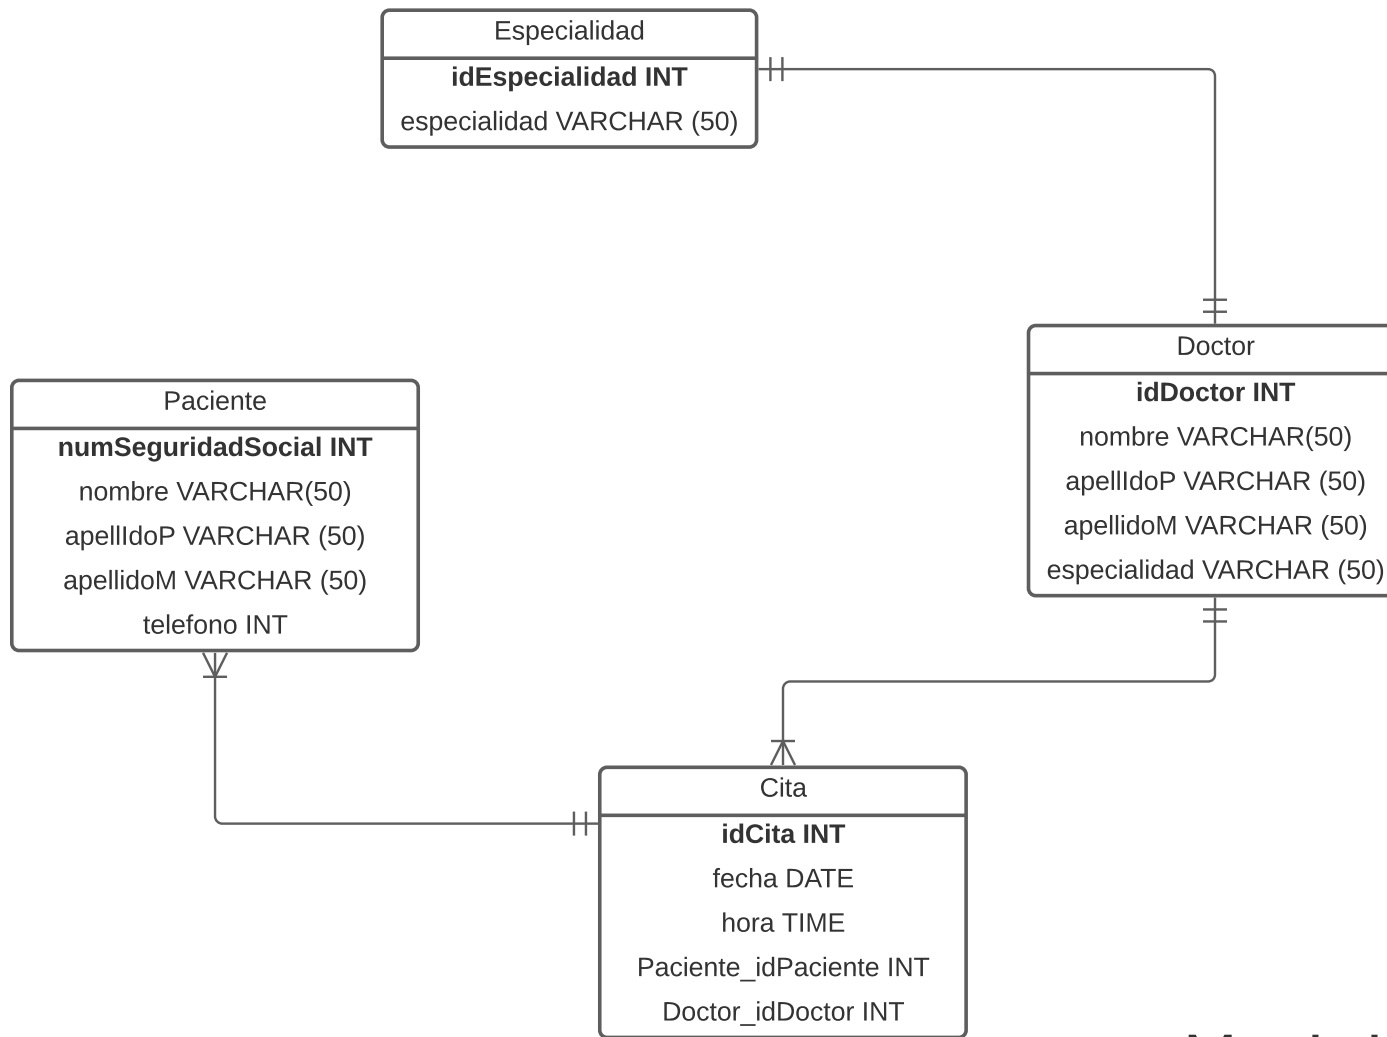 Especialidad
idEspecialidad INT
especialidad VARCHAR (50)
Doctor
idDoctor INT
nombre VARCHAR(50)
apellIdoP VARCHAR (50)
apellidoM VARCHAR (50)
especialidad VARCHAR (50)
Paciente
numSeguridadSocial INT
nombre VARCHAR(50)
apellIdoP VARCHAR (50)
apellidoM VARCHAR (50)
telefono INT
Cita
idCita INT
fecha DATE
hora TIME
Paciente_idPaciente INT
Doctor_idDoctor INT